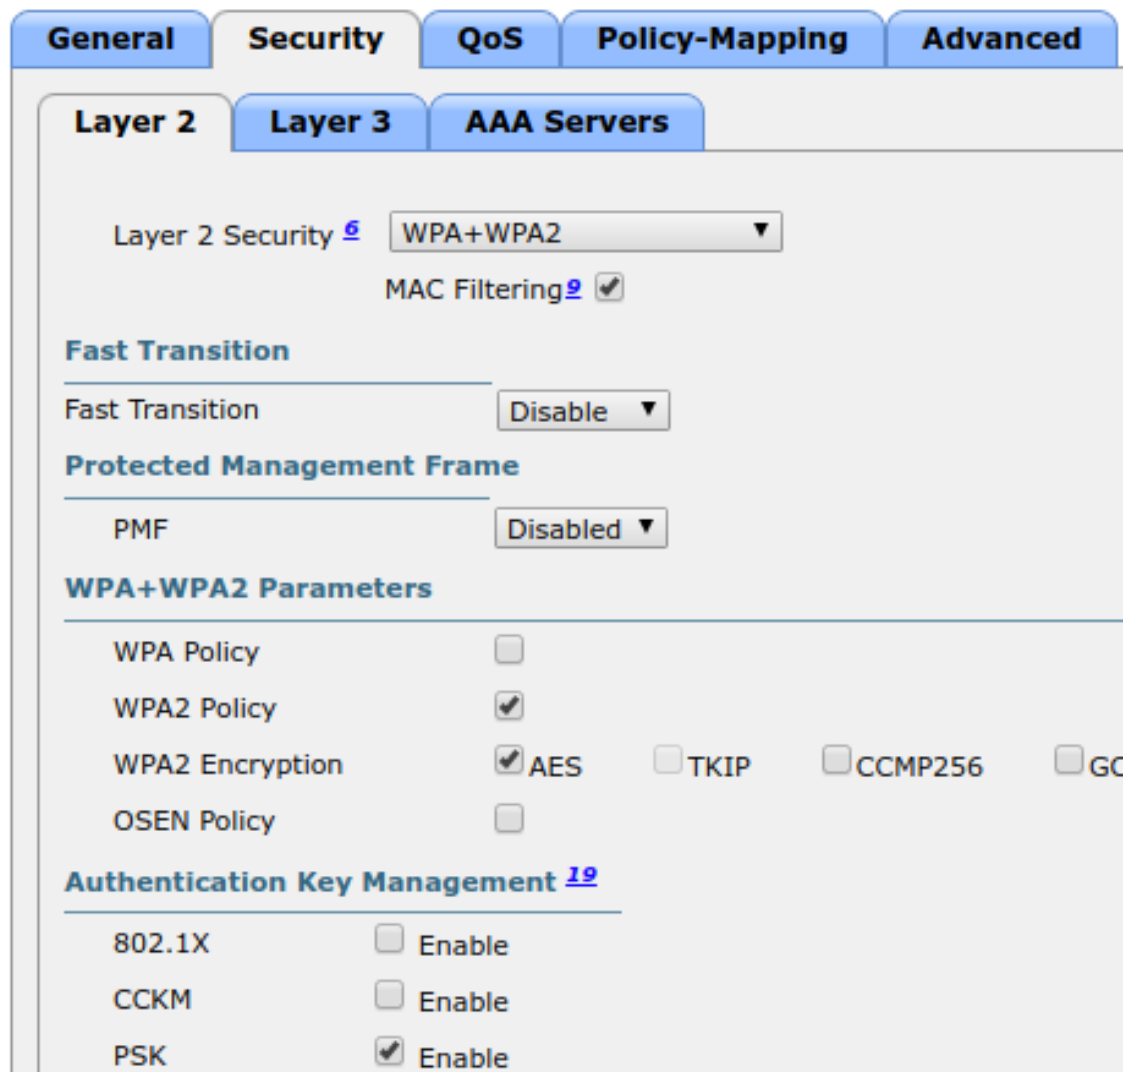 General Security QoS Policy-Mapping Advanced
Layer 2 Layer 3 AAA Servers
Layer 2 Security 6 WPA+WPA2
MAC Filtering 9
Fast Transition
Fast Transition Disable
Protected Management Frame
PMF Disabled
WPA+WPA2 Parameters
WPA Policy
WPA2 Policy
WPA2 Encryption AES TKIP CCMP256
OSEN Policy
Authentication Key Management 19
802.1X Enable
CCKM Enable
PSK Enable